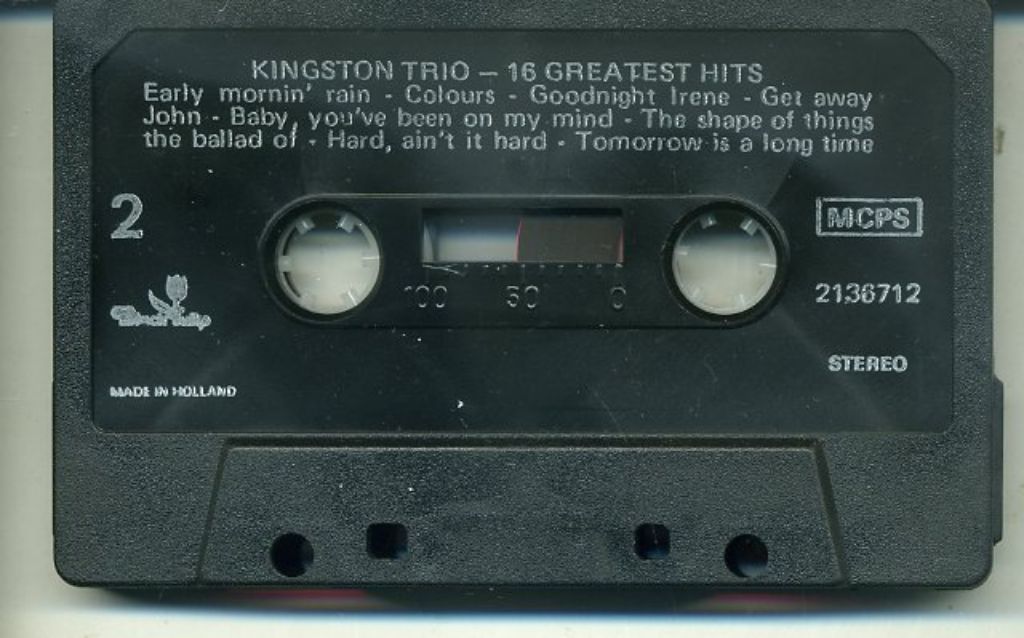 KINGSTON TRIO – 16 GREATEST HITS
Early mornin' rain - Colours - Goodnight Irene - Get away
John - Baby, you've been on my mind - The shape of things
the ballad of - Hard, ain't it hard - Tomorrow is a long time
2
MCPS
100 50 0
2136712
STEREO
MADE IN HOLLAND